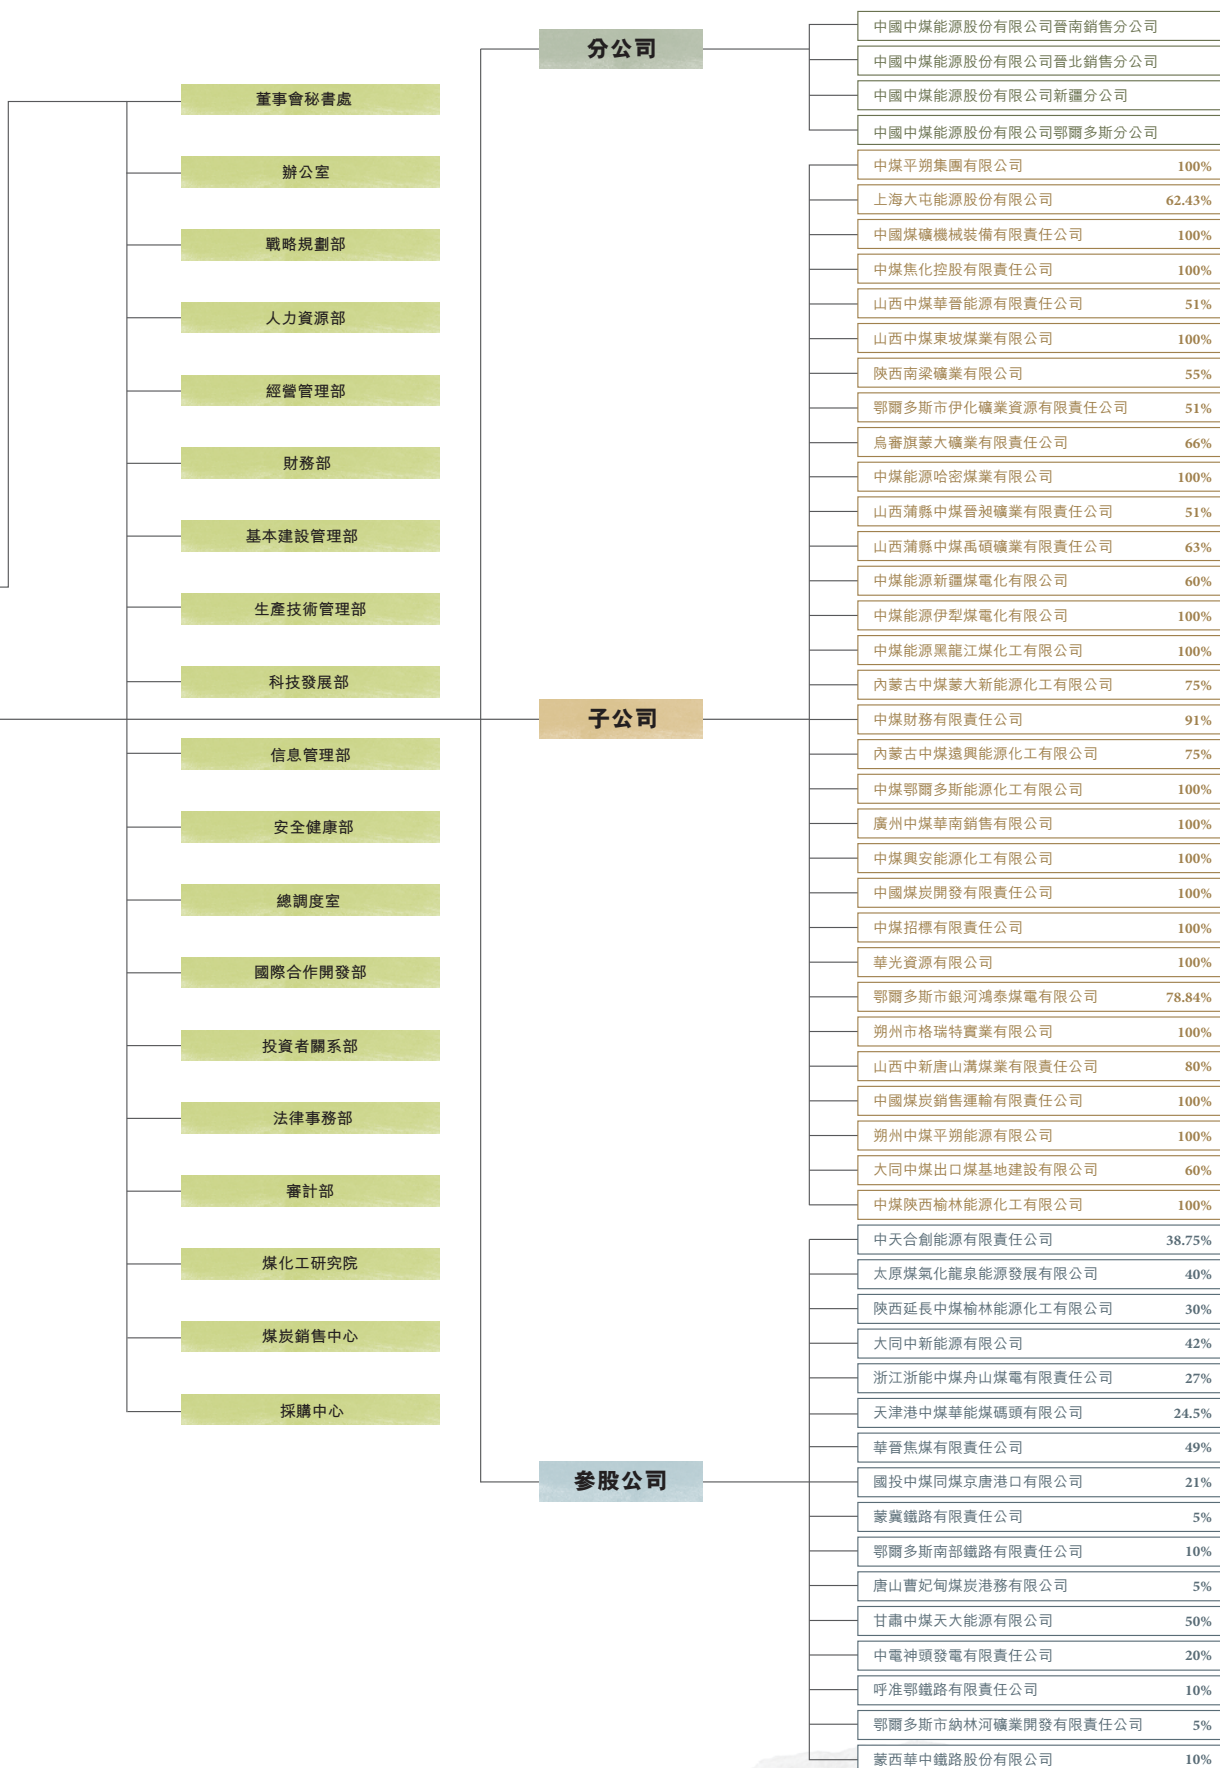 董事會秘書處
辦公室
戰略規劃部
人力資源部
經營管理部
財務部
基本建設管理部
生產技術管理部
科技發展部
信息管理部
安全健康部
總調度室
國際合作開發部
投資者關系部
法律事務部
審計部
煤化工研究院
煤炭銷售中心
採購中心
分公司
中國中煤能源股份有限公司晉南銷售分公司
中國中煤能源股份有限公司晉北銷售分公司
中國中煤能源股份有限公司新疆分公司
中國中煤能源股份有限公司鄂爾多斯分公司
子公司
中煤平朔集團有限公司 100%
上海大屯能源股份有限公司 62.43%
中國煤礦機械裝備有限責任公司 100%
中煤焦化控股有限責任公司 100%
山西中煤華晉能源有限責任公司 51%
山西中煤東坡煤業有限公司 100%
陝西南梁礦業有限公司 55%
鄂爾多斯市伊化礦業資源有限責任公司 51%
烏審旗蒙大礦業有限責任公司 66%
中煤能源哈密煤業有限公司 100%
山西蒲縣中煤晉昶礦業有限責任公司 51%
山西蒲縣中煤禹碩礦業有限責任公司 63%
中煤能源新疆煤電化有限公司 60%
中煤能源伊犁煤電化有限公司 100%
中煤能源黑龍江煤化工有限公司 100%
內蒙古中煤蒙大新能源化工有限公司 75%
中煤財務有限責任公司 91%
內蒙古中煤遠興能源化工有限公司 75%
中煤鄂爾多斯能源化工有限公司 100%
廣州中煤華南銷售有限公司 100%
中煤興安能源化工有限公司 100%
中國煤炭開發有限責任公司 100%
中煤招標有限責任公司 100%
華光資源有限公司 100%
鄂爾多斯市銀河鴻泰煤電有限公司 78.84%
朔州市格瑞特實業有限公司 100%
山西中新唐山溝煤業有限責任公司 80%
中國煤炭銷售運輸有限責任公司 100%
朔州中煤平朔能源有限公司 100%
大同中煤出口煤基地建設有限公司 60%
中煤陝西榆林能源化工有限公司 100%
參股公司
中天合創能源有限責任公司 38.75%
太原煤氣化龍泉能源發展有限公司 40%
陝西延長中煤榆林能源化工有限公司 30%
大同中新能源有限公司 42%
浙江浙能中煤舟山煤電有限責任公司 27%
天津港中煤華能煤碼頭有限公司 24.5%
華晉焦煤有限責任公司 49%
國投中煤同煤京唐港口有限公司 21%
蒙冀鐵路有限責任公司 5%
鄂爾多斯南部鐵路有限責任公司 10%
唐山曹妃甸煤炭港務有限公司 5%
甘肅中煤天大能源有限公司 50%
中電神頭發電有限責任公司 20%
呼准鄂鐵路有限責任公司 10%
鄂爾多斯市納林河礦業開發有限責任公司 5%
蒙西華中鐵路股份有限公司 10%